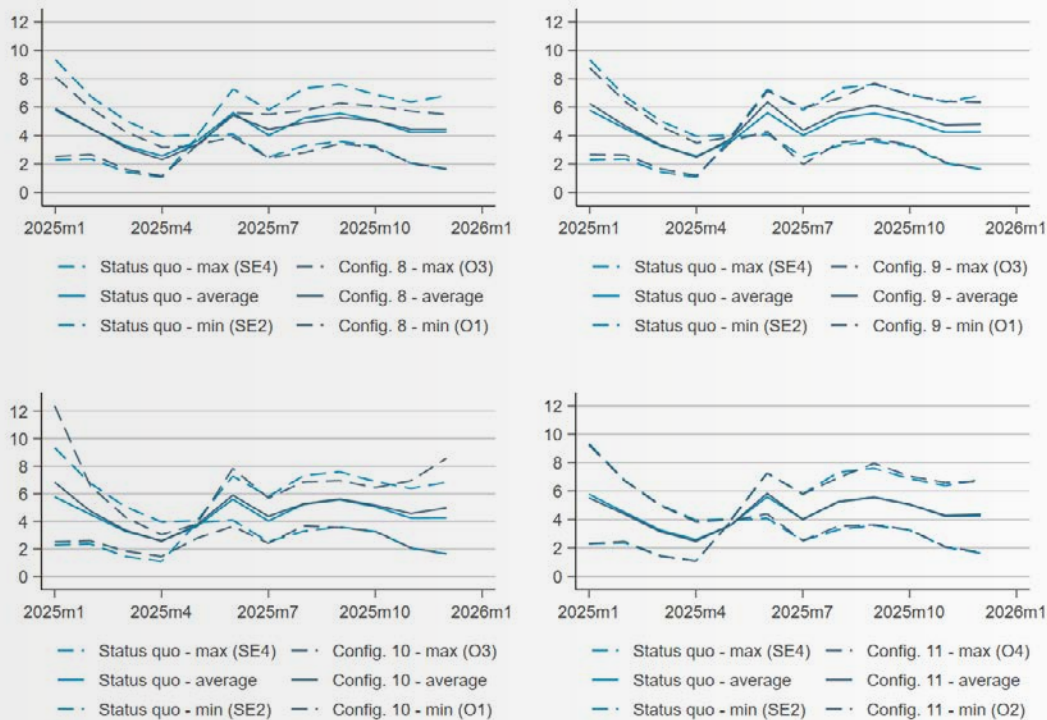 12
10
8
6
4
2
0
2025m1 2025m4 2025m7 2025m10 2026m1
Status quo - max (SE4) Config. 8 - max (O3)
Status quo - average Config. 8 - average
Status quo - min (SE2) Config. 8 - min (O1)
12
10
8
6
4
2
0
2025m1 2025m4 2025m7 2025m10 2026m1
Status quo - max (SE4) Config. 9 - max (O3)
Status quo - average Config. 9 - average
Status quo - min (SE2) Config. 9 - min (O1)
12
10
8
6
4
2
0
2025m1 2025m4 2025m7 2025m10 2026m1
Status quo - max (SE4) Config. 10 - max (O3)
Status quo - average Config. 10 - average
Status quo - min (SE2) Config. 10 - min (O1)
12
10
8
6
4
2
0
2025m1 2025m4 2025m7 2025m10 2026m1
Status quo - max (SE4) Config. 11 - max (O4)
Status quo - average Config. 11 - average
Status quo - min (SE2) Config. 11 - min (O2)